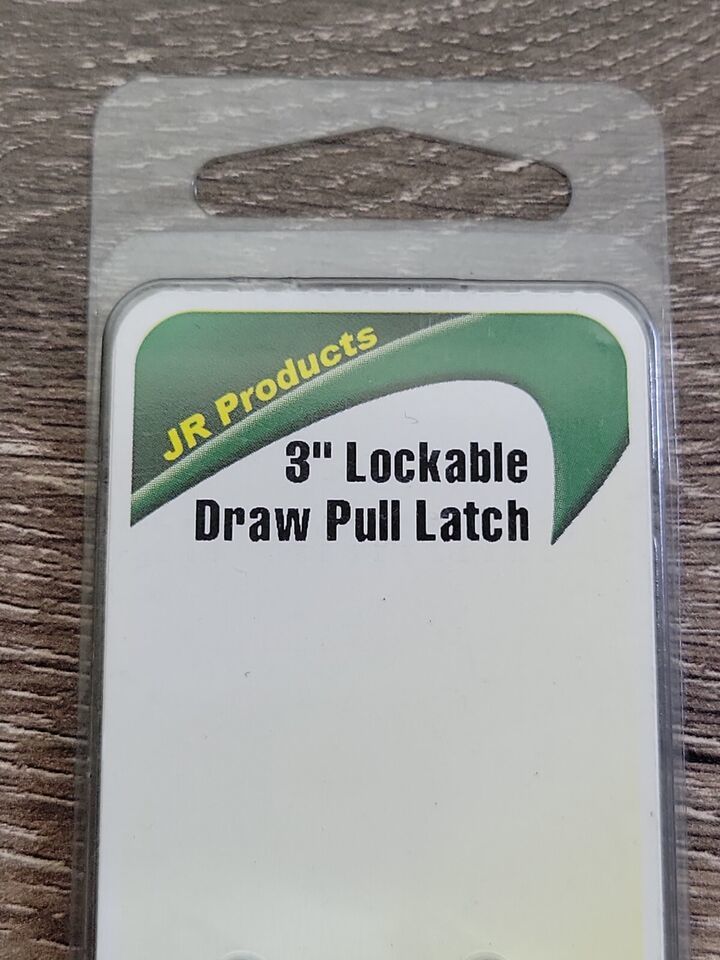 JR Products
3" Lockable
Draw Pull Latch